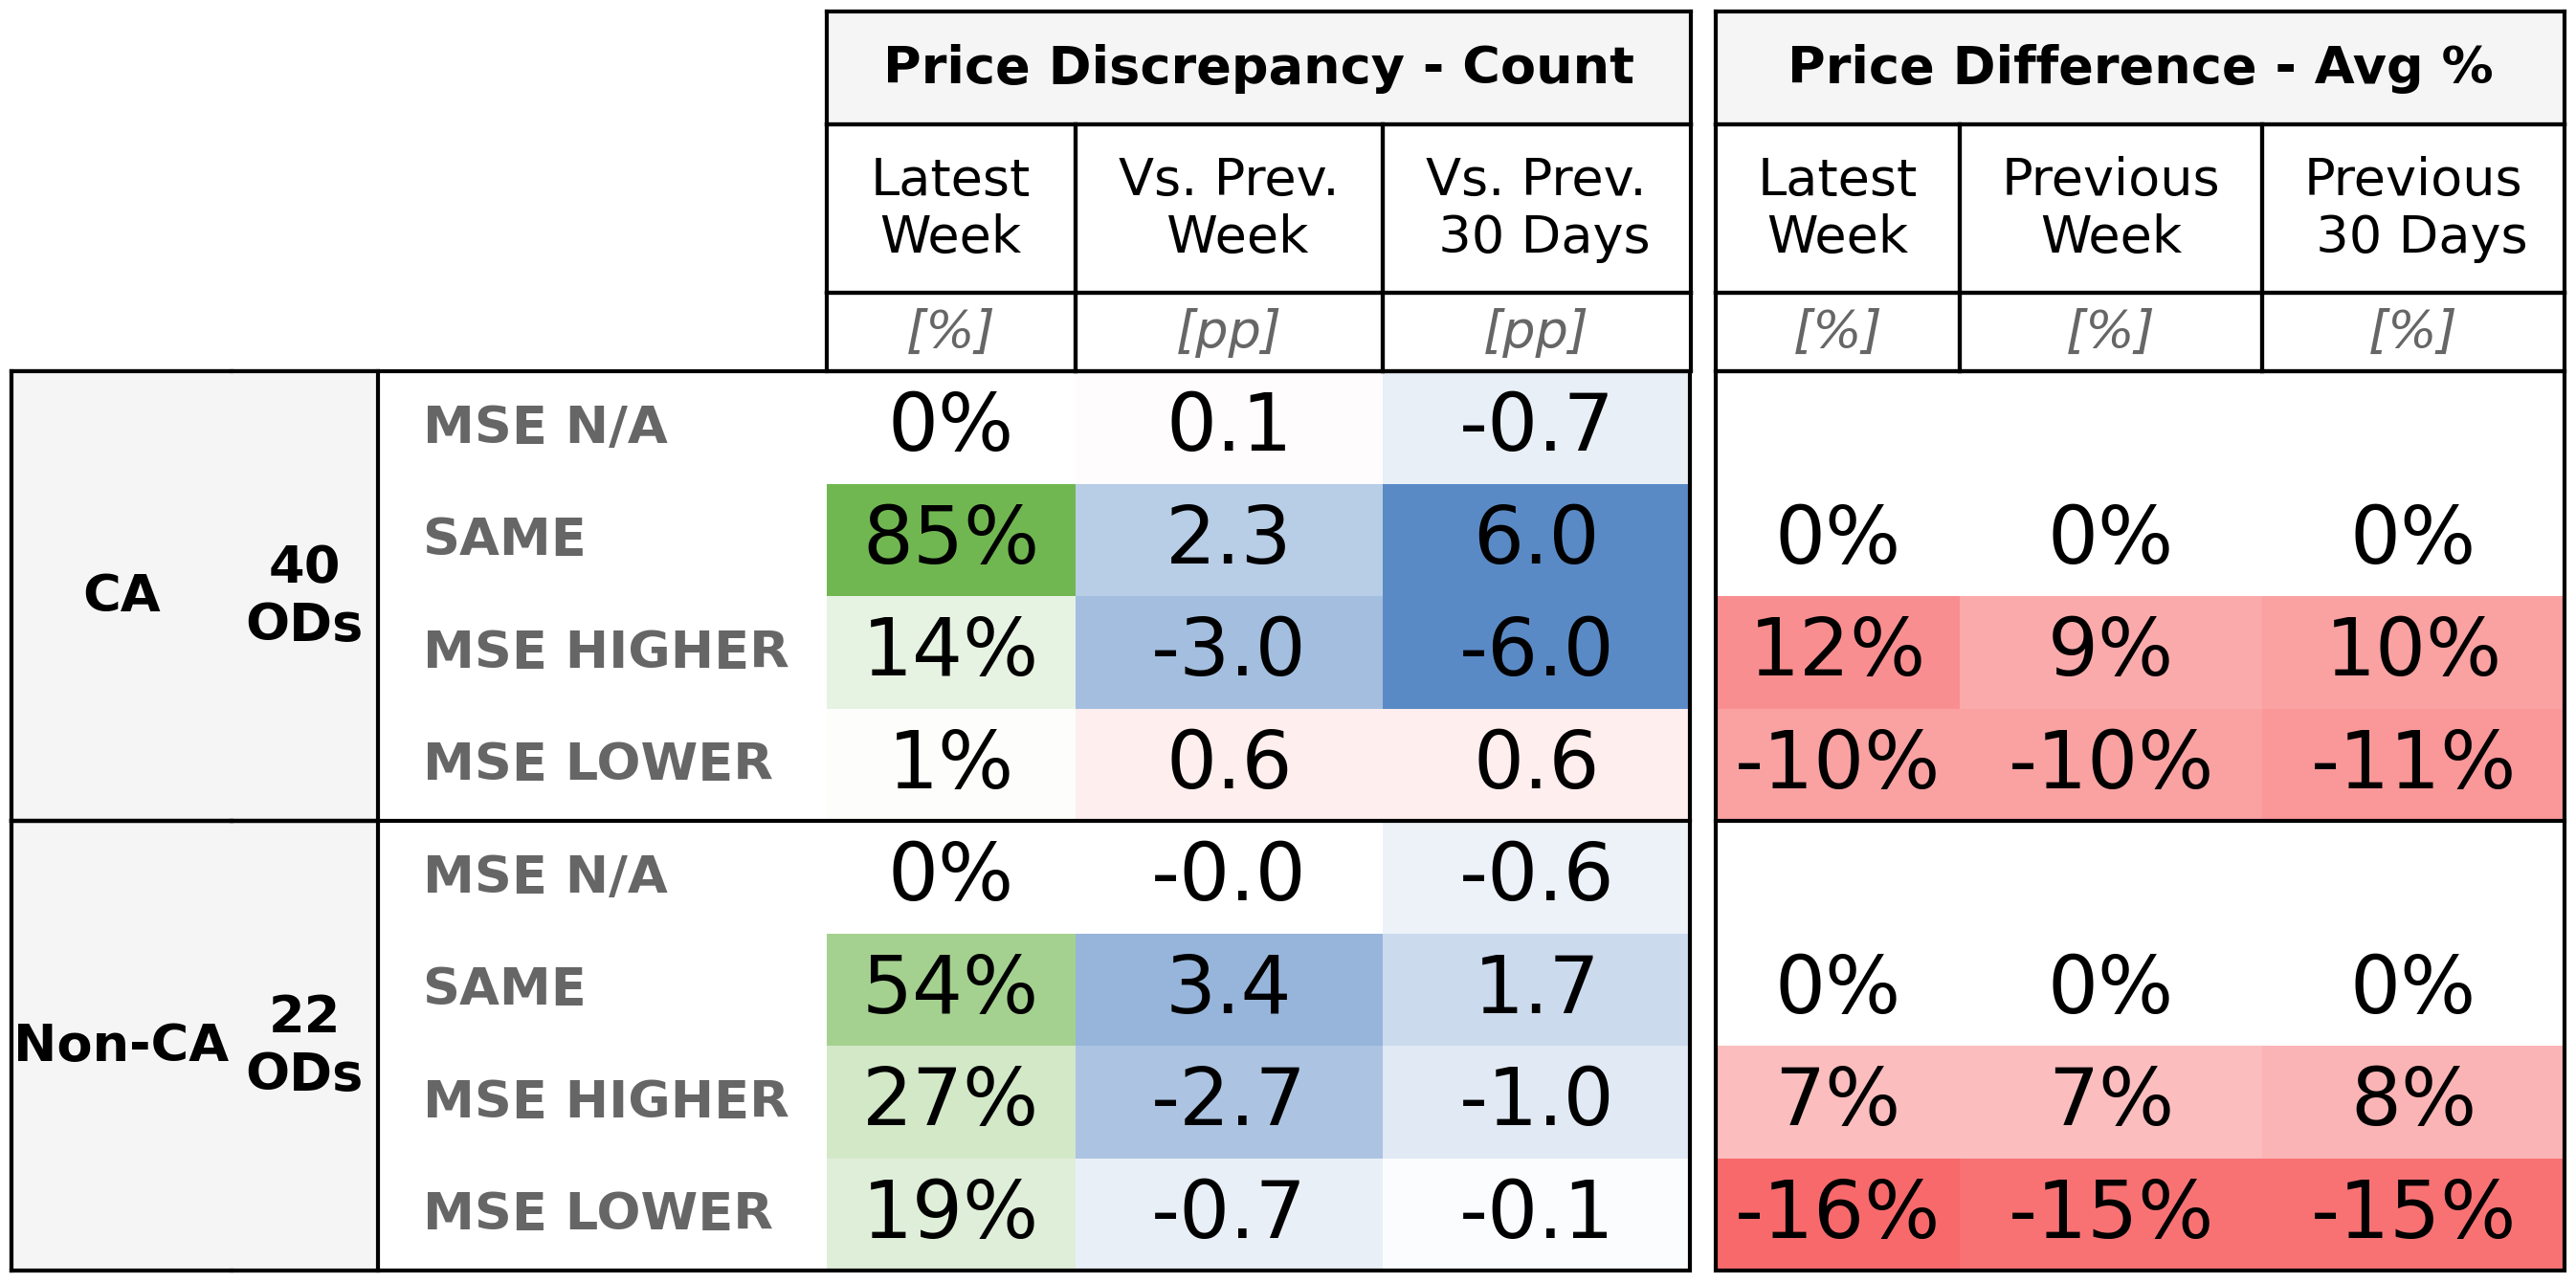 Price Discrepancy - Count Price Difference - Avg %
Latest Week Vs. Prev. Week Vs. Prev. 30 Days Latest Week Previous Week Previous 30 Days
[%] [pp] [pp] [%] [%] [%]
CA 40 ODs
MSE N/A 0% 0.1 -0.7
SAME 85% 2.3 6.0 0% 0% 0%
MSE HIGHER 14% -3.0 -6.0 12% 9% 10%
MSE LOWER 1% 0.6 0.6 -10% -10% -11%
Non-CA 22 ODs
MSE N/A 0% -0.0 -0.6
SAME 54% 3.4 1.7 0% 0% 0%
MSE HIGHER 27% -2.7 -1.0 7% 7% 8%
MSE LOWER 19% -0.7 -0.1 -16% -15% -15%